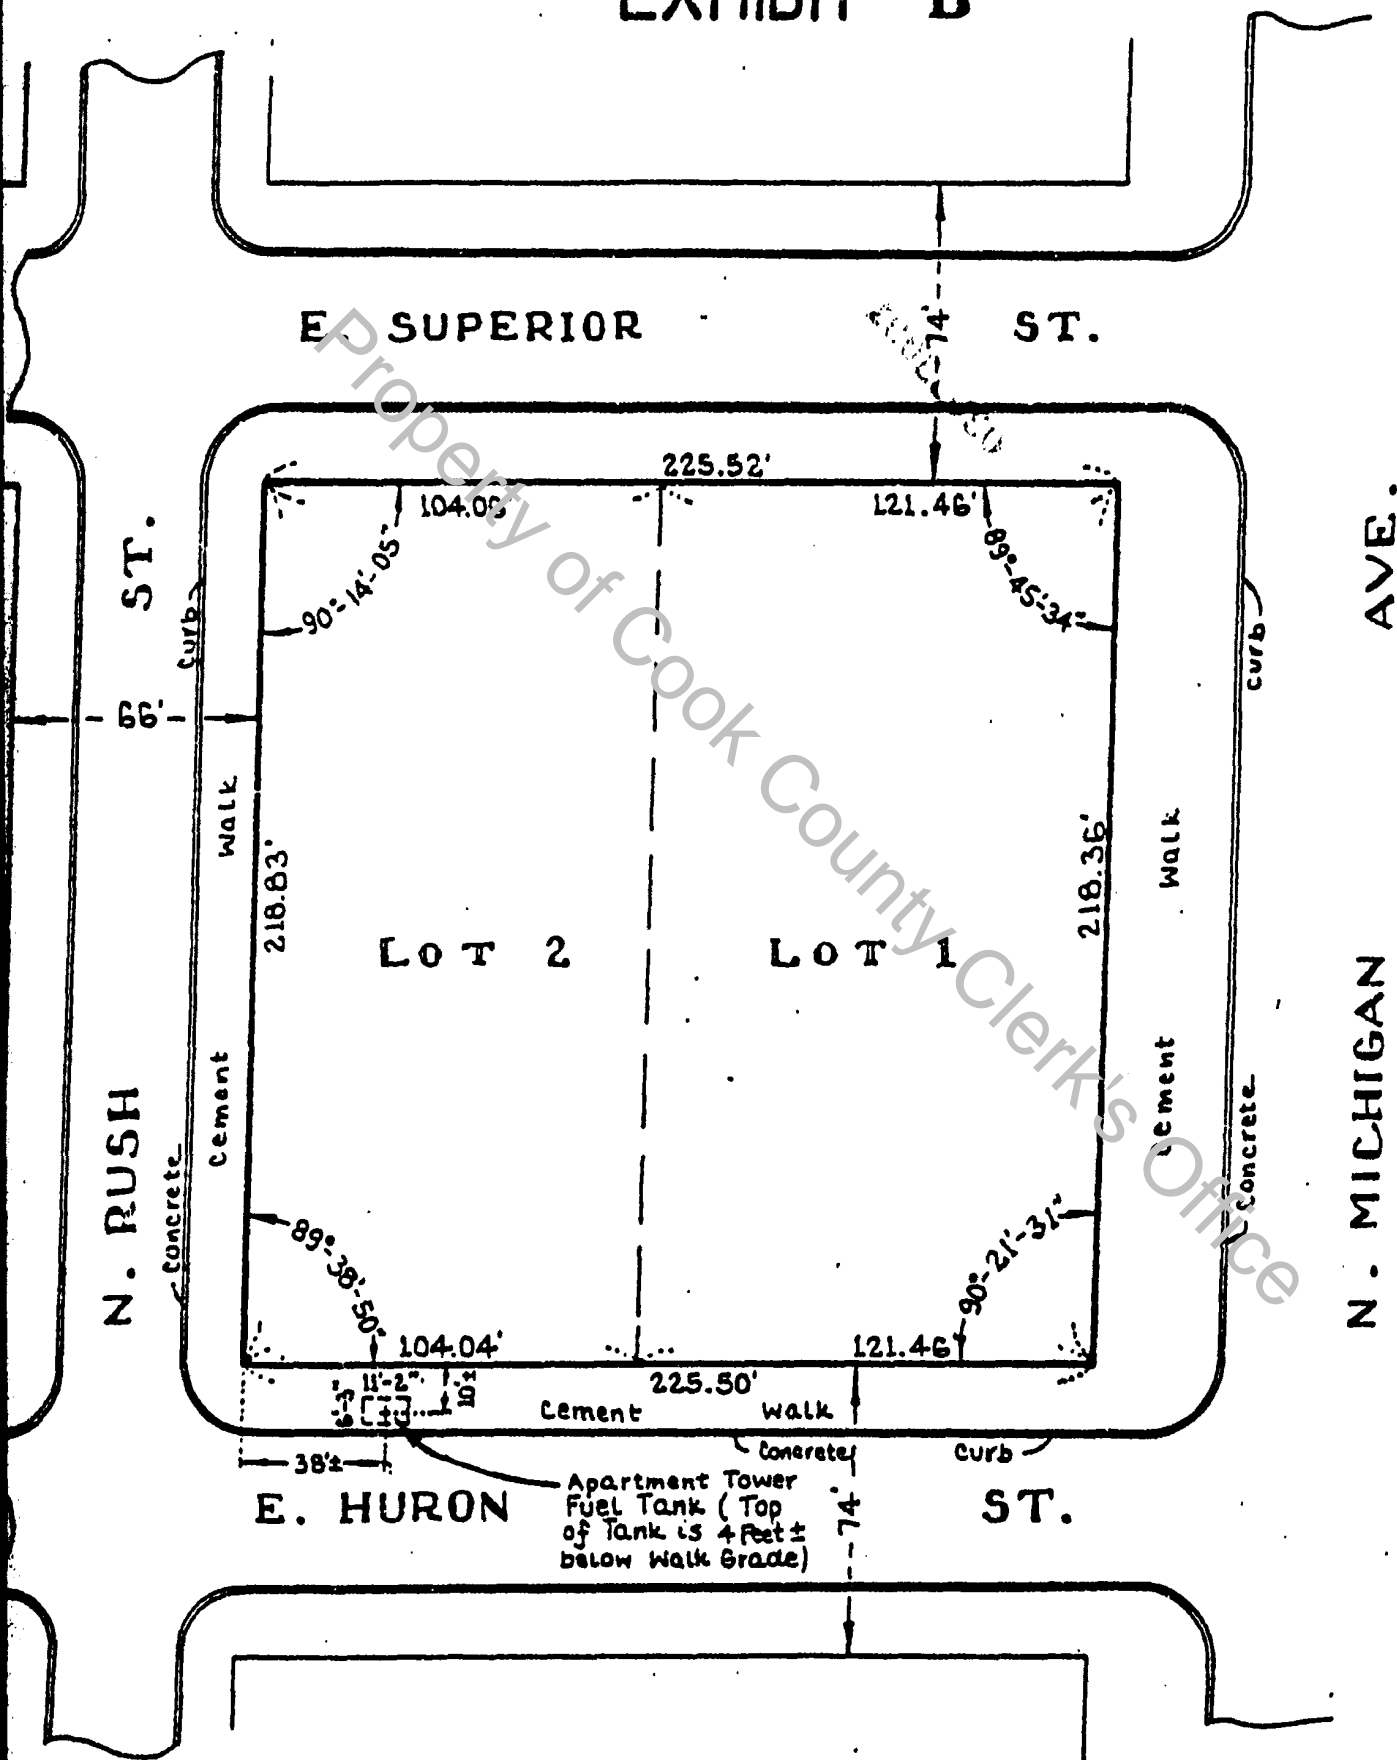 EXHIBIT B
E. SUPERIOR ST.
74'
225.52'
121.46'
90°-14'-05"
89°-45'-34"
ST.
AVE.
Curb
Curb
66'
Walk
Walk
218.83'
218.36'
LOT 2
LOT 1
Cement
Cement
N. RUSH
N. MICHIGAN
Concrete
Concrete
89°-38'-50"
90°-21'-31"
104.04'
121.46'
225.50'
11'-2"
6'-3"
10'±
Cement Walk
Concrete Curb
38'±
E. HURON ST.
74'
Apartment Tower
Fuel Tank ( Top
of Tank is 4 Feet ±
below Walk Grade)
Property of Cook County Clerk's Office